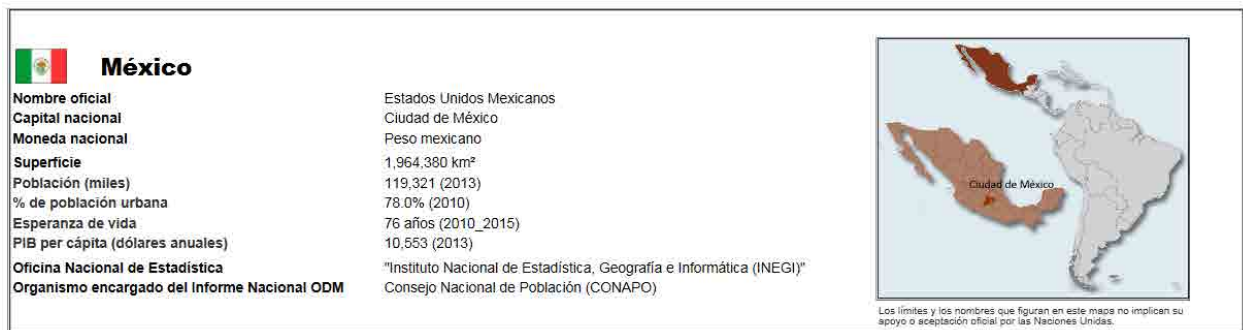 México
Nombre oficial Estados Unidos Mexicanos
Capital nacional Ciudad de México
Moneda nacional Peso mexicano
Superficie 1,964,380 km²
Población (miles) 119,321 (2013)
% de población urbana 78.0% (2010)
Esperanza de vida 76 años (2010_2015)
PIB per cápita (dólares anuales) 10,553 (2013)
Oficina Nacional de Estadística "Instituto Nacional de Estadística, Geografía e Informática (INEGI)"
Organismo encargado del Informe Nacional ODM Consejo Nacional de Población (CONAPO)
Ciudad de México
Los límites y los nombres que figuran en este mapa no implican su
apoyo o aceptación oficial por las Naciones Unidas.